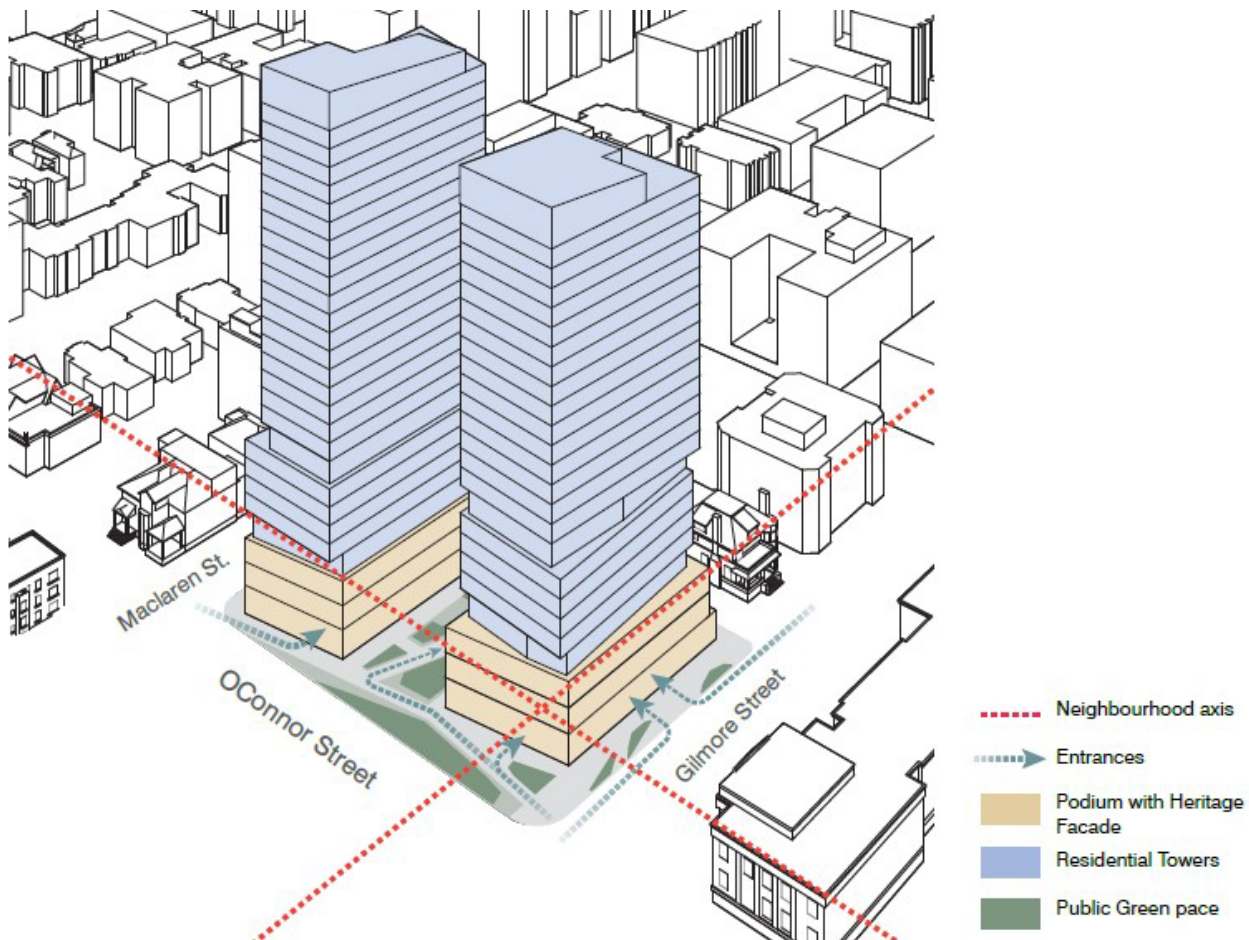 Maclaren St.
OConnor Street
Gilmore Street
Neighbourhood axis
Entrances
Podium with Heritage
Facade
Residential Towers
Public Green pace